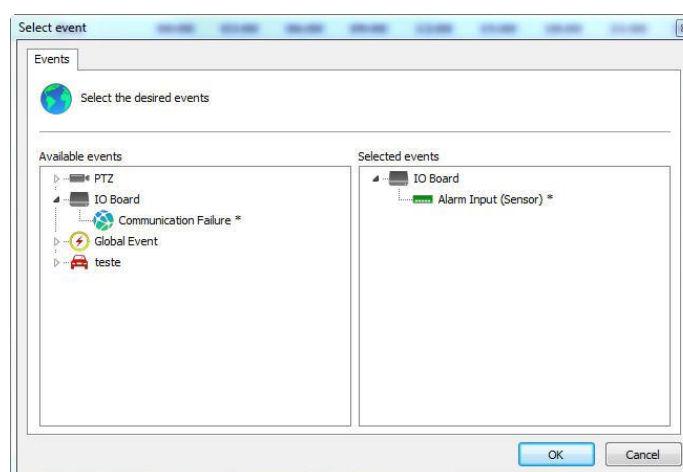 Select event
Events
Select the desired events
Available events
PTZ
IO Board
Communication Failure *
Global Event
teste
Selected events
IO Board
Alarm Input (Sensor) *
OK
Cancel